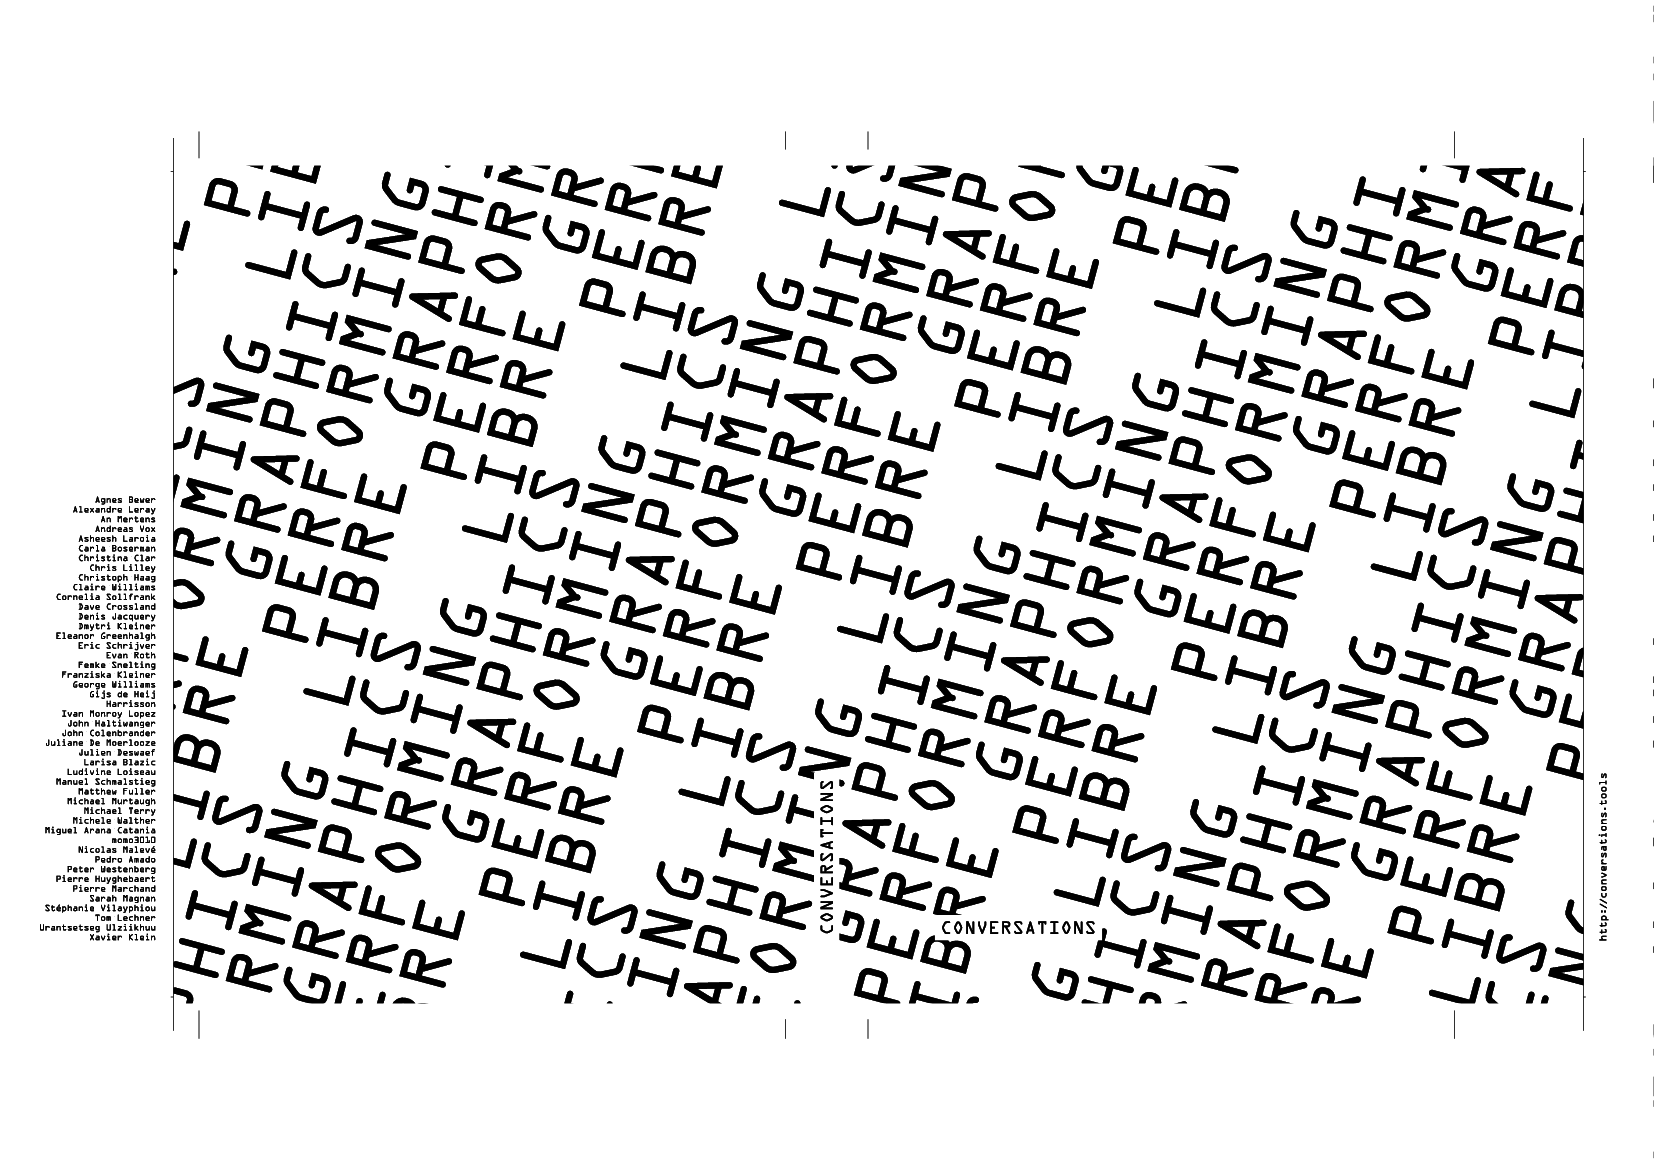 Agnes Bewer
Alexandre Leray
An Mertens
Andreas Vox
Asheesh Laroia
Carla Boserman
Christina Clar
Chris Lilley
Christoph Haag
Claire Williams
Cornelia Sollfrank
Dave Crossland
Denis Jacquery
Dmytri Kleiner
Eleanor Greenhalgh
Eric Schrijver
Evan Roth
Femke Snelting
Franziska Kleiner
George Williams
Gijs de Heij
Harrisson
Ivan Monroy Lopez
John Haltiwanger
John Colenbrander
Juliane De Moerlooze
Julien Deswaef
Larisa Blazic
Ludivine Loiseau
Manuel Schmalstieg
Matthew Fuller
Michael Murtaugh
Michael Terry
Michele Walther
Miguel Arana Catania
momo3010
Nicolas Malevé
Pedro Amado
Peter Westenberg
Pierre Huyghebaert
Pierre Marchand
Sarah Magnan
Stéphanie Vilayphiou
Tom Lechner
Urantsetseg Ulziikhuu
Xavier Klein
PERFORMING
LIBRE
GRAPHICS
CONVERSATIONS
CONVERSATIONS
http://conversations.tools